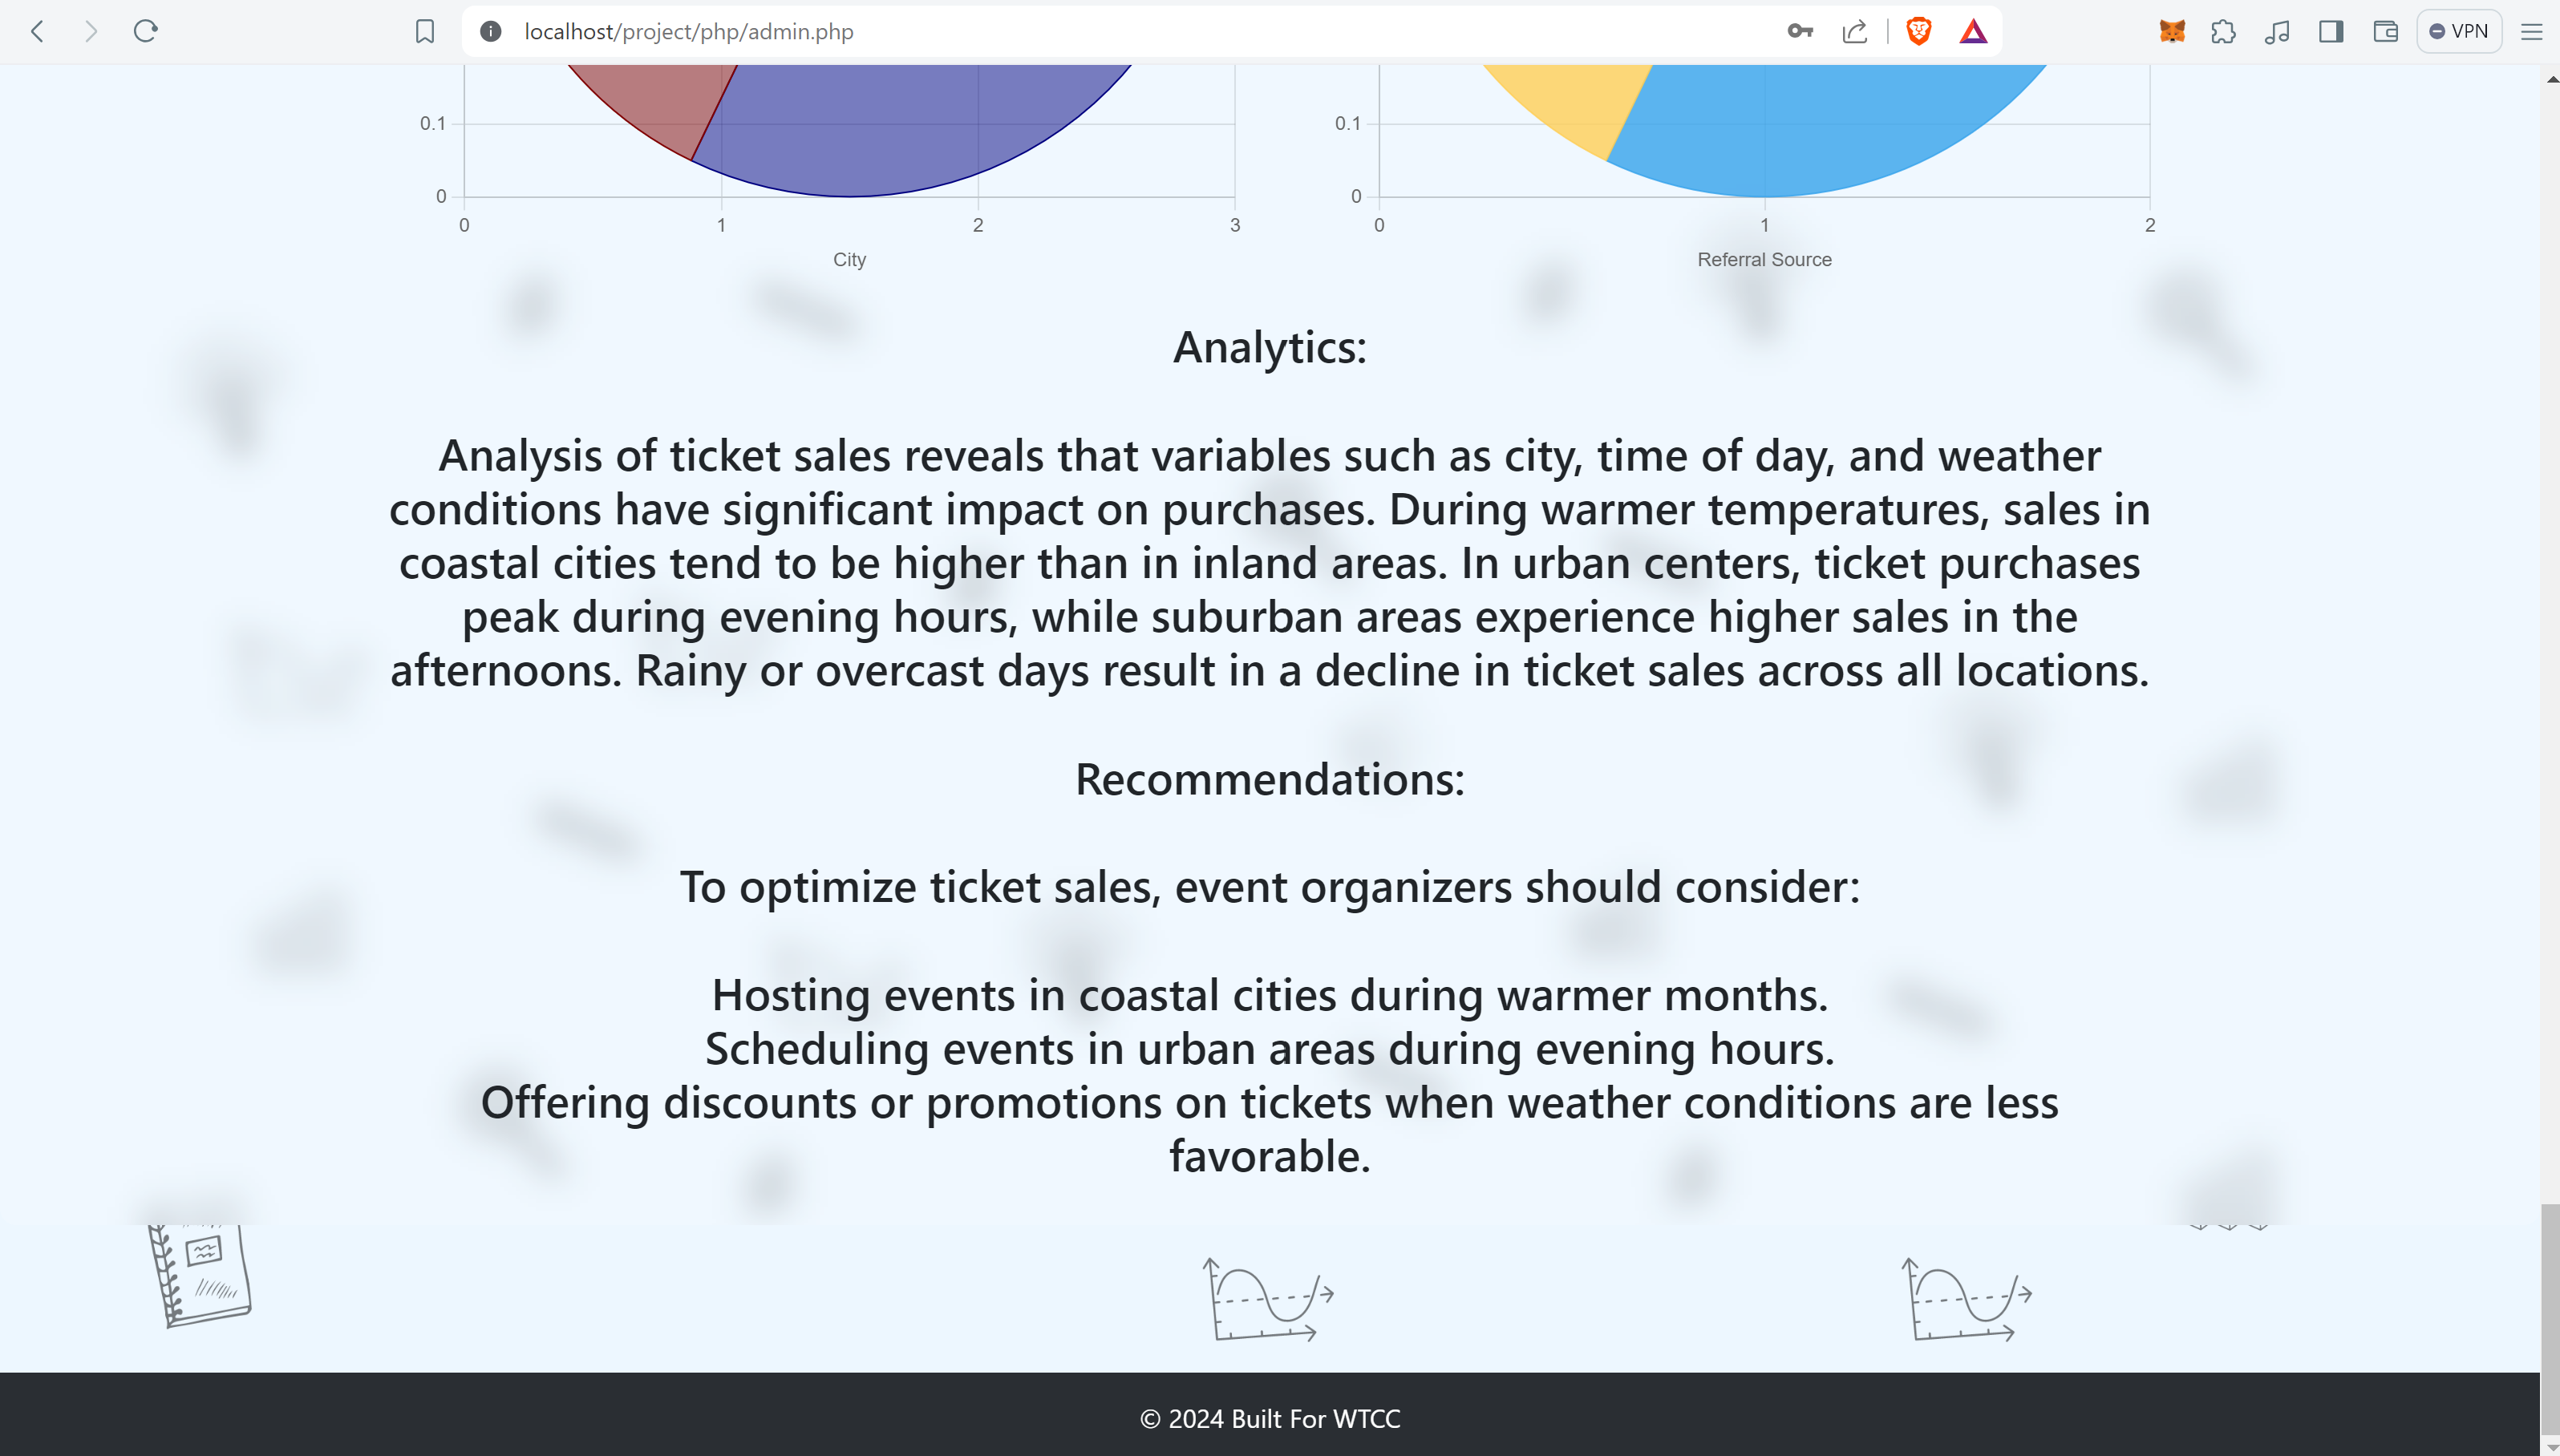 localhost/project/php/admin.php
VPN
0.1
0
0 1 2 3
City
0.1
0
0 1 2
Referral Source
Analytics:
Analysis of ticket sales reveals that variables such as city, time of day, and weather
conditions have significant impact on purchases. During warmer temperatures, sales in
coastal cities tend to be higher than in inland areas. In urban centers, ticket purchases
peak during evening hours, while suburban areas experience higher sales in the
afternoons. Rainy or overcast days result in a decline in ticket sales across all locations.
Recommendations:
To optimize ticket sales, event organizers should consider:
Hosting events in coastal cities during warmer months.
Scheduling events in urban areas during evening hours.
Offering discounts or promotions on tickets when weather conditions are less
favorable.
© 2024 Built For WTCC